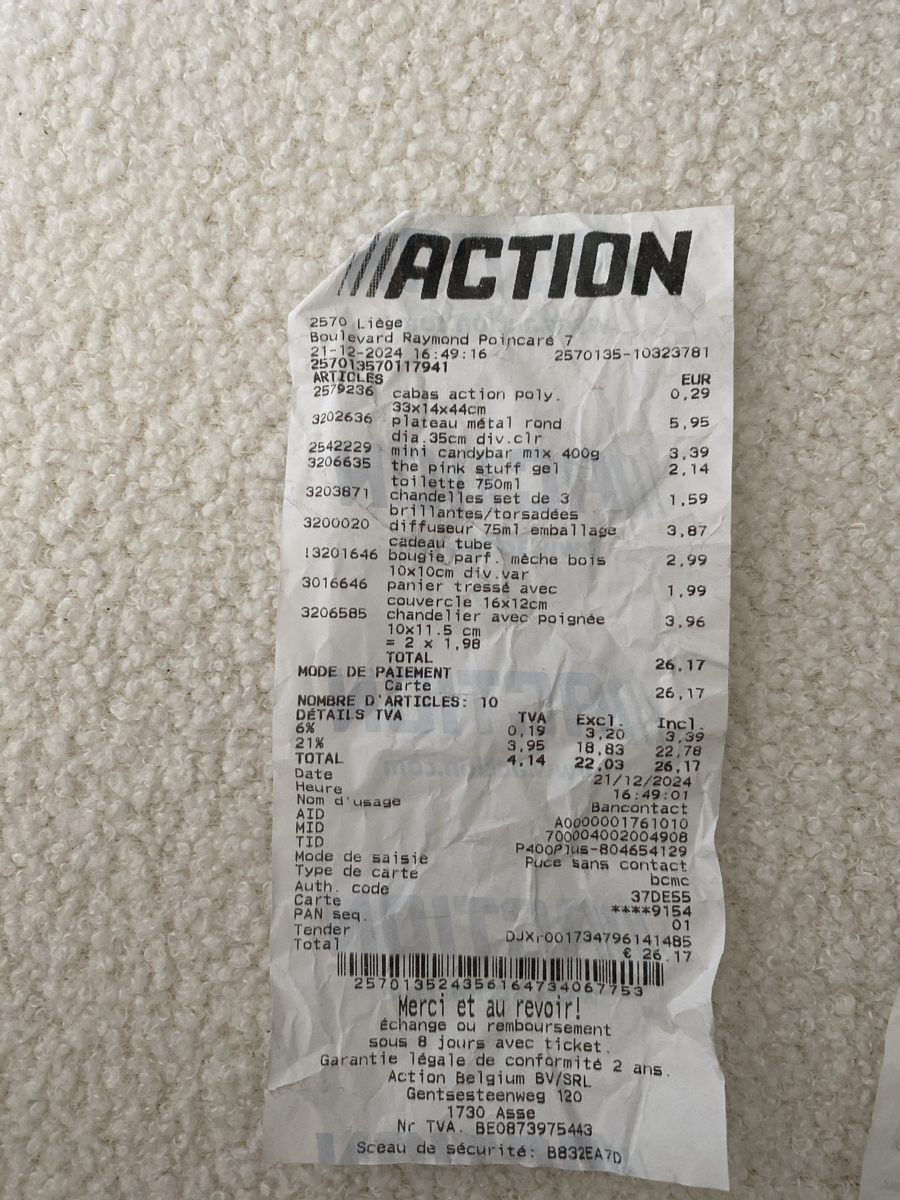 ACTION
2570 Liège
Boulevard Raymond Poincaré 7
21-12-2024 16:49:16 2570135-10323781
257013570117941
ARTICLES EUR
2579236 cabas action poly. 0,29
33x14x44cm
3202636 plateau métal rond 5,95
dia.35cm div.clr
2542229 mini candybar mix 400g 3,39
3206635 the pink stuff gel 2,14
toilette 750ml
3203871 chandelles set de 3 1,59
brillantes/torsadées
3200020 diffuseur 75ml emballage 3,87
cadeau tube
!3201646 bougie parf. mèche bois 2,99
10x10cm div.var
3016646 panier tressé avec 1,99
couvercle 16x12cm
3206585 chandelier avec poignée 3,96
10x11.5 cm
= 2 x 1,98
TOTAL 26,17
MODE DE PAIEMENT
Carte 26,17
NOMBRE D'ARTICLES: 10
DÉTAILS TVA TVA Excl. Incl.
6% 0,19 3,20 3,39
21% 3,95 18,83 22,78
TOTAL 4,14 22,03 26,17
Date 21/12/2024
Heure 16:49:01
Nom d'usage Bancontact
AID A0000001761010
MID 700004002004908
TID P400Plus-804654129
Mode de saisie Puce sans contact
Type de carte bcmc
Auth. code 37DE55
Carte ****9154
PAN seq. 01
Tender DJXr001734796141485
Total € 26.17
257013524356164734067753
Merci et au revoir!
Échange ou remboursement
sous 8 jours avec ticket.
Garantie légale de conformité 2 ans.
Action Belgium BV/SRL
Gentsesteenweg 120
1730 Asse
Nr TVA. BE0873975443
Sceau de sécurité: B832EA7D